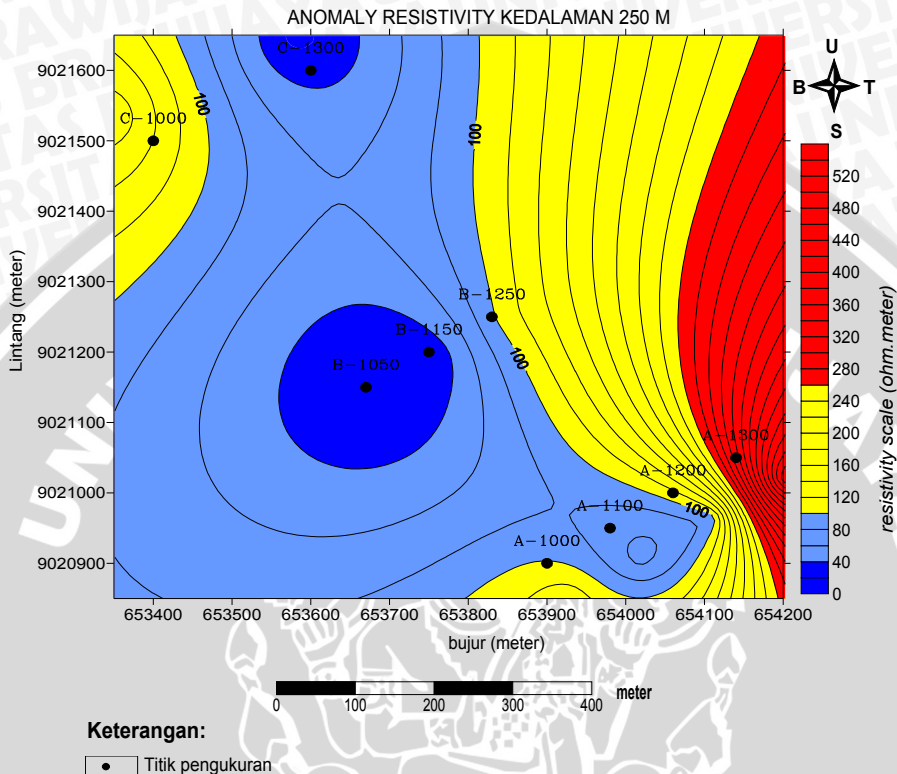 ANOMALY RESISTIVITY KEDALAMAN 250 M
U
B T
S
Lintang (meter)
9021600
9021500
9021400
9021300
9021200
9021100
9021000
9020900
C-1300
C-1000
100
100
B-1250
B-1150
100
B-1050
A-1300
A-1200
100
A-1100
A-1000
653400 653500 653600 653700 653800 653900 654000 654100 654200
bujur (meter)
520
480
440
400
360
320
280
240
200
160
120
80
40
0
resistivity scale (ohm.meter)
0 100 200 300 400 meter
Keterangan:
Titik pengukuran